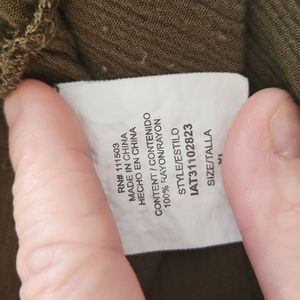 RN# 111503
MADE IN CHINA
HECHO EN CHINA
CONTENT / CONTENIDO
100% RAYON/RAYON
STYLE/ESTILO
IAT31102823
SIZE/TALLA